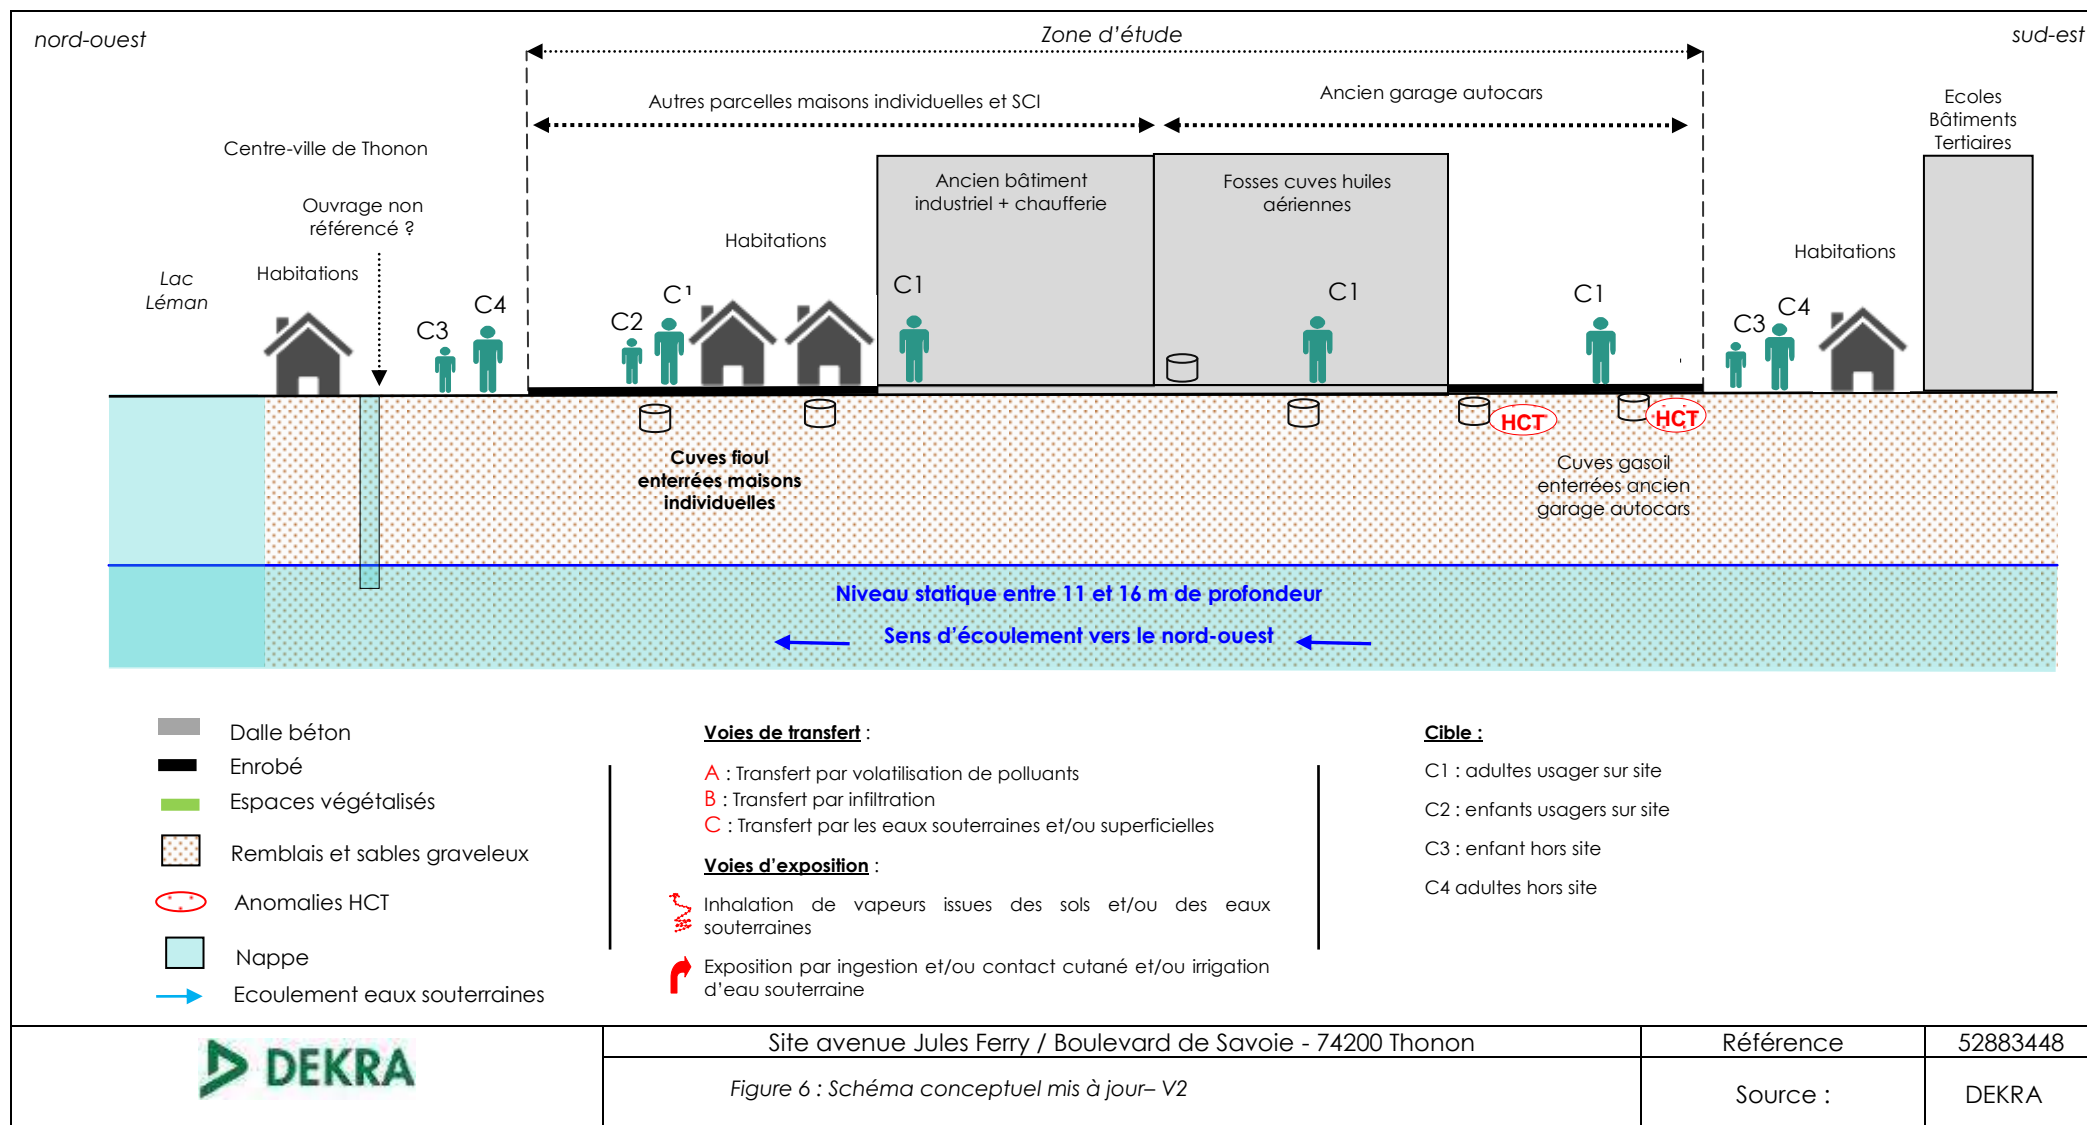 nord-ouest
Zone d'étude
sud-est
Autres parcelles maisons individuelles et SCI
Ancien garage autocars
Ecoles
Bâtiments
Tertiaires
Centre-ville de Thonon
Ouvrage non
référencé ?
Ancien bâtiment
industriel + chaufferie
Fosses cuves huiles
aériennes
Habitations
Habitations
Habitations
Lac
Léman
C3
C4
C2
C1
C1
C1
C1
C3
C4
HCT
HCT
Cuves fioul
enterrées maisons
individuelles
Cuves gasoil
enterrées ancien
garage autocars
Niveau statique entre 11 et 16 m de profondeur
Sens d'écoulement vers le nord-ouest
Dalle béton
Enrobé
Espaces végétalisés
Remblais et sables graveleux
Anomalies HCT
Nappe
Ecoulement eaux souterraines
Voies de transfert :
A : Transfert par volatilisation de polluants
B : Transfert par infiltration
C : Transfert par les eaux souterraines et/ou superficielles
Voies d'exposition :
Inhalation de vapeurs issues des sols et/ou des eaux
souterraines
Exposition par ingestion et/ou contact cutané et/ou irrigation
d'eau souterraine
Cible :
C1 : adultes usager sur site
C2 : enfants usagers sur site
C3 : enfant hors site
C4 adultes hors site
DEKRA
Site avenue Jules Ferry / Boulevard de Savoie - 74200 Thonon
Référence
52883448
Figure 6 : Schéma conceptuel mis à jour– V2
Source :
DEKRA